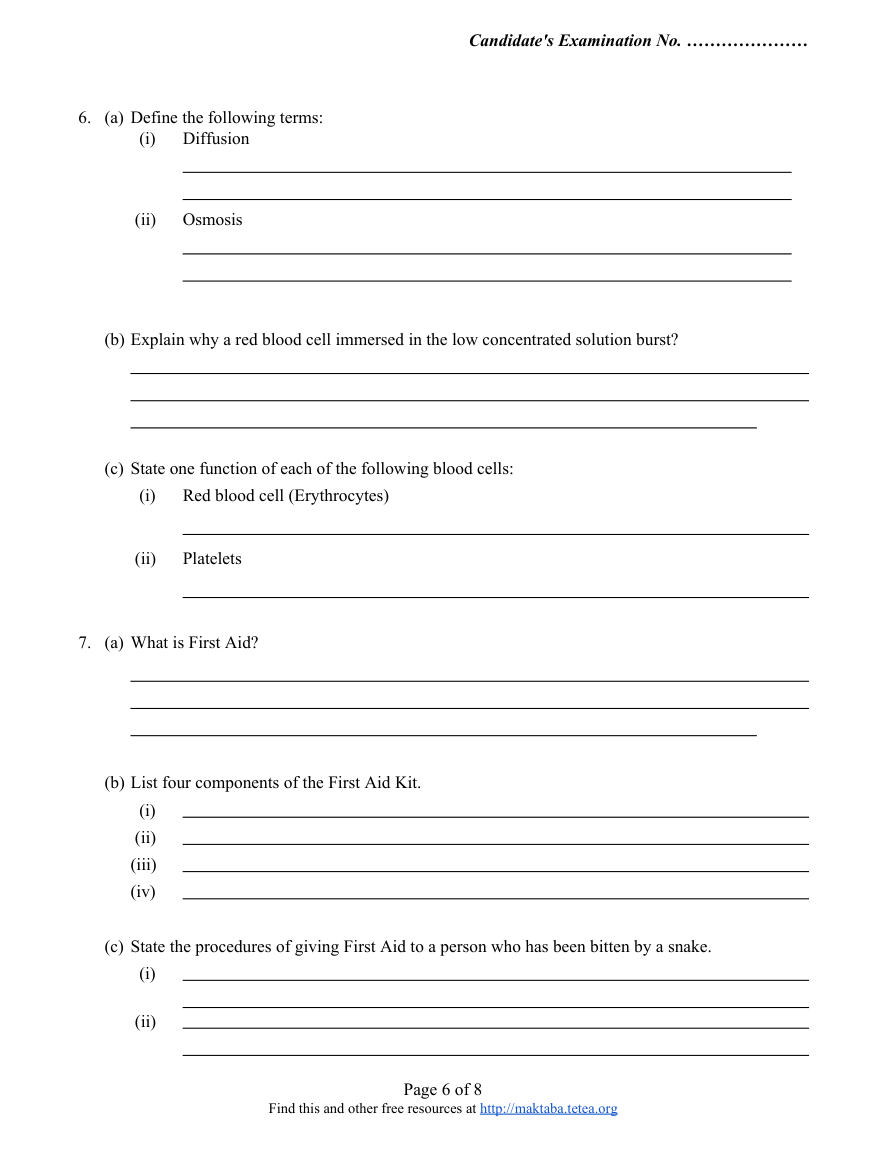 Candidate's Examination No. …………………
6. (a) Define the following terms:
(i) Diffusion
(ii) Osmosis
(b) Explain why a red blood cell immersed in the low concentrated solution burst?
(c) State one function of each of the following blood cells:
(i) Red blood cell (Erythrocytes)
(ii) Platelets
7. (a) What is First Aid?
(b) List four components of the First Aid Kit.
(i)
(ii)
(iii)
(iv)
(c) State the procedures of giving First Aid to a person who has been bitten by a snake.
(i)
(ii)
Page 6 of 8
Find this and other free resources at http://maktaba.tetea.org